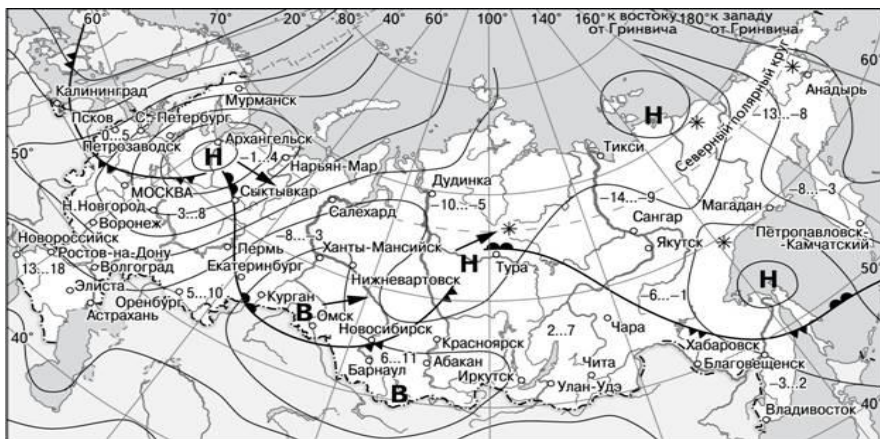 60° 70° 20° 80° 60° 100° 140° 160° к востоку от Гринвича 180° к западу от Гринвича
Северный полярный круг
60°
Калининград
Мурманск
Анадырь
Псков С.-Петербург
0...5
Петрозаводск
Архангельск
Н
−1...4
Нарьян-Мар
Н
−13...−8
50°
Тикси
МОСКВА
Сыктывкар
Дудинка
−10...−5
−14...−9
−8...−3
Н.Новгород
−3...8
Салехард
Сангар
Магадан
Воронеж
−8...−3
Ханты-Мансийск
Якутск
Петропавловск-Камчатский
Новороссийск
Пермь
Н
Тура
Ростов-на-Дону
Екатеринбург
Нижневартовск
Н
50°
13...18
Волгоград
Элиста
Оренбург
5...10
Курган
−6...−1
Астрахань
В
Омск
2...7
Чара
40°
Новосибирск
Красноярск
Хабаровск
6...11
Абакан
Чита
Благовещенск
Барнаул
Иркутск
Улан-Удэ
−3...2
В
40°
Владивосток